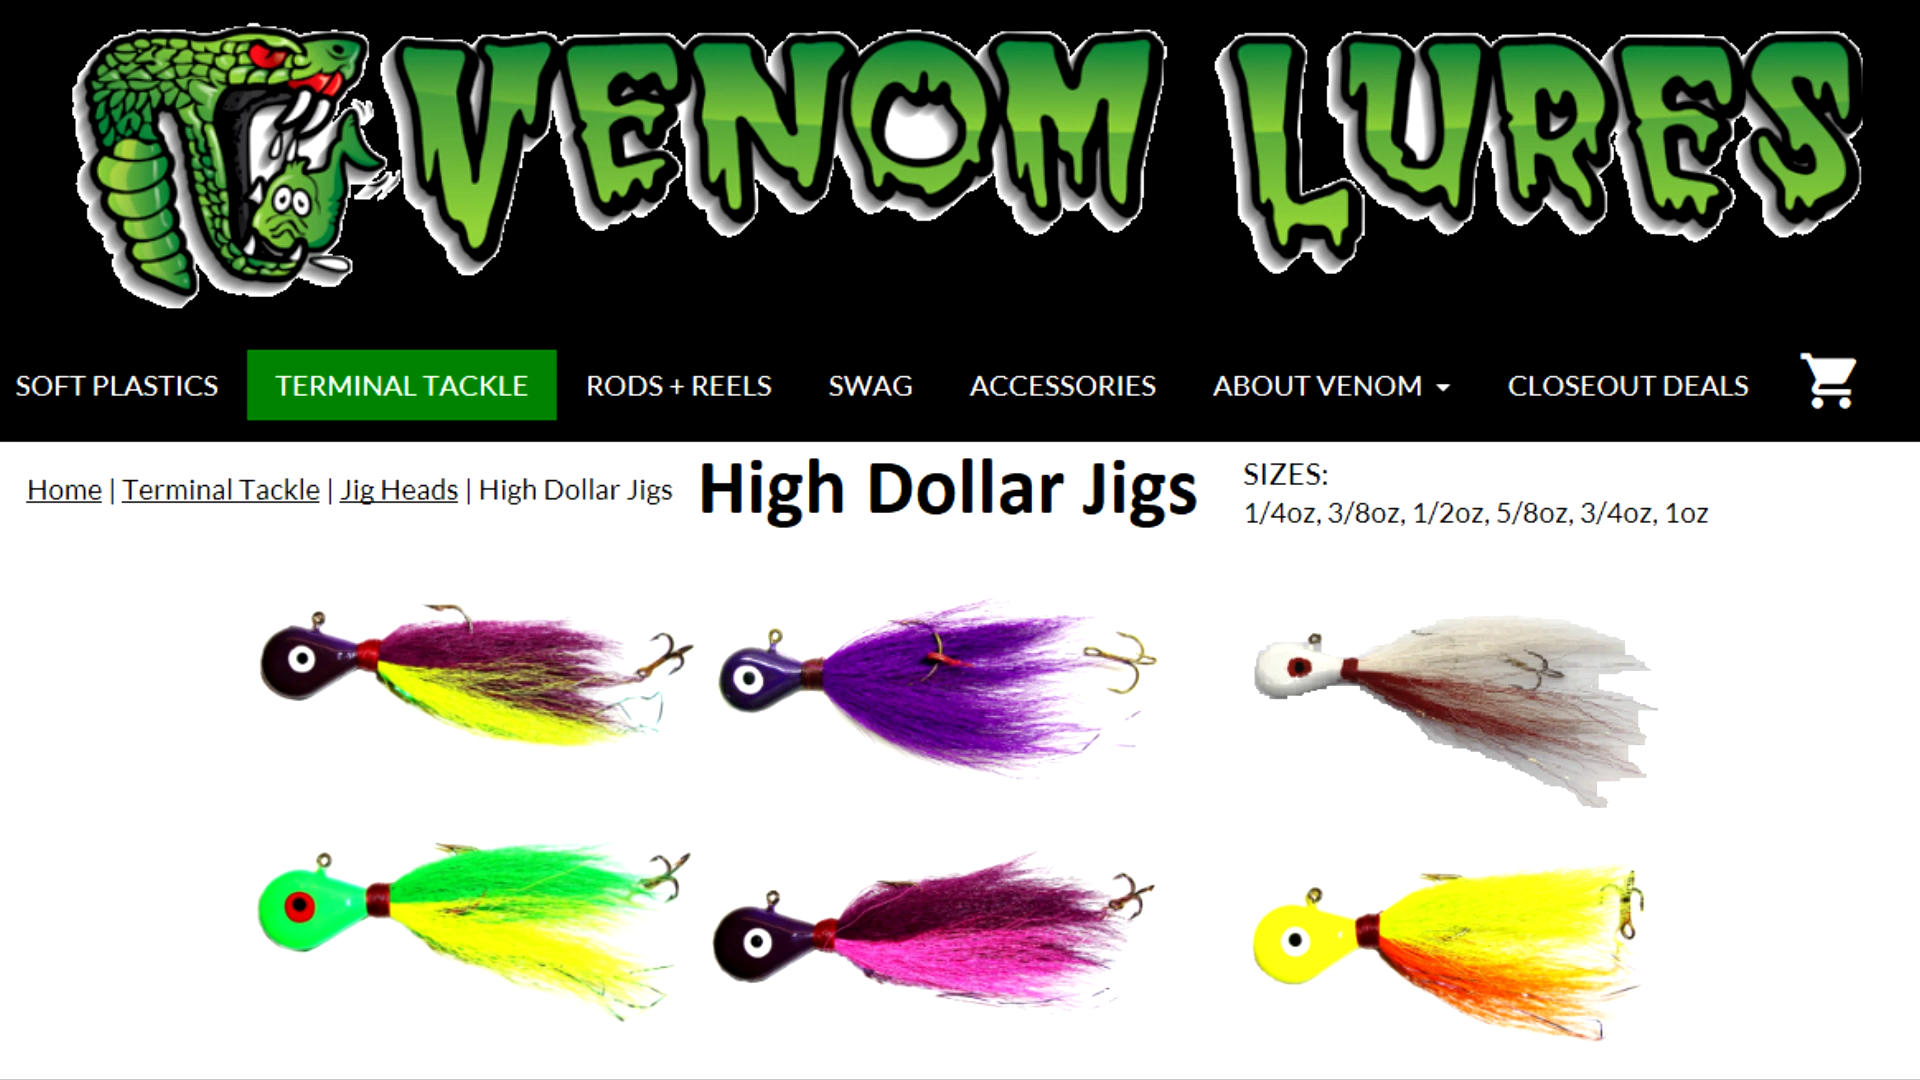 VENOM LURES
SOFT PLASTICS TERMINAL TACKLE RODS + REELS SWAG ACCESSORIES ABOUT VENOM CLOSEOUT DEALS
Home | Terminal Tackle | Jig Heads | High Dollar Jigs
High Dollar Jigs
SIZES:
1/4oz, 3/8oz, 1/2oz, 5/8oz, 3/4oz, 1oz